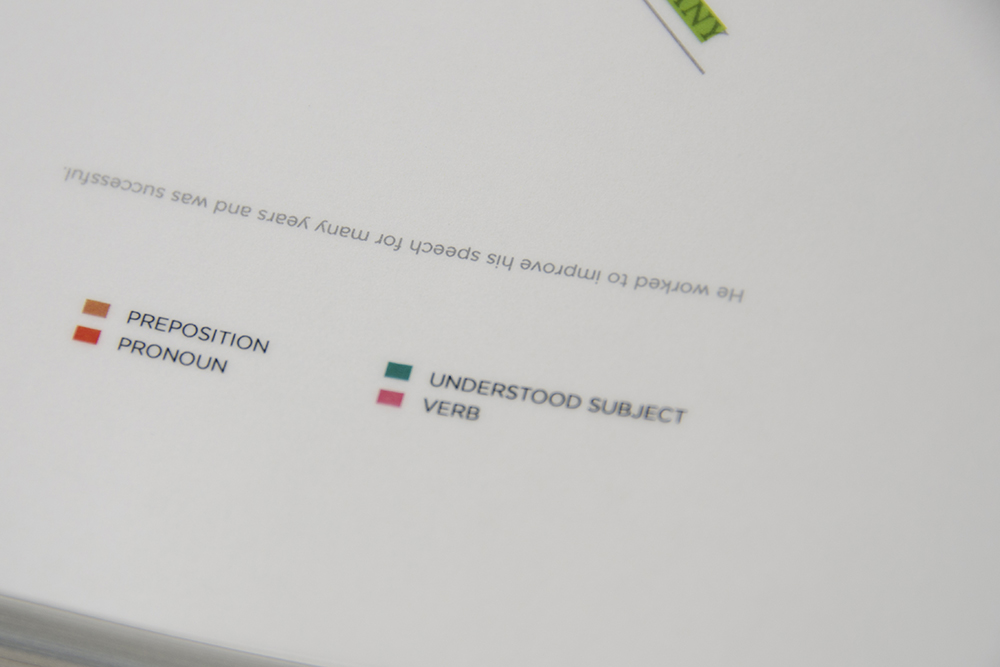 He worked to improve his speech for many years and was successful.
PREPOSITION
PRONOUN
UNDERSTOOD SUBJECT
VERB